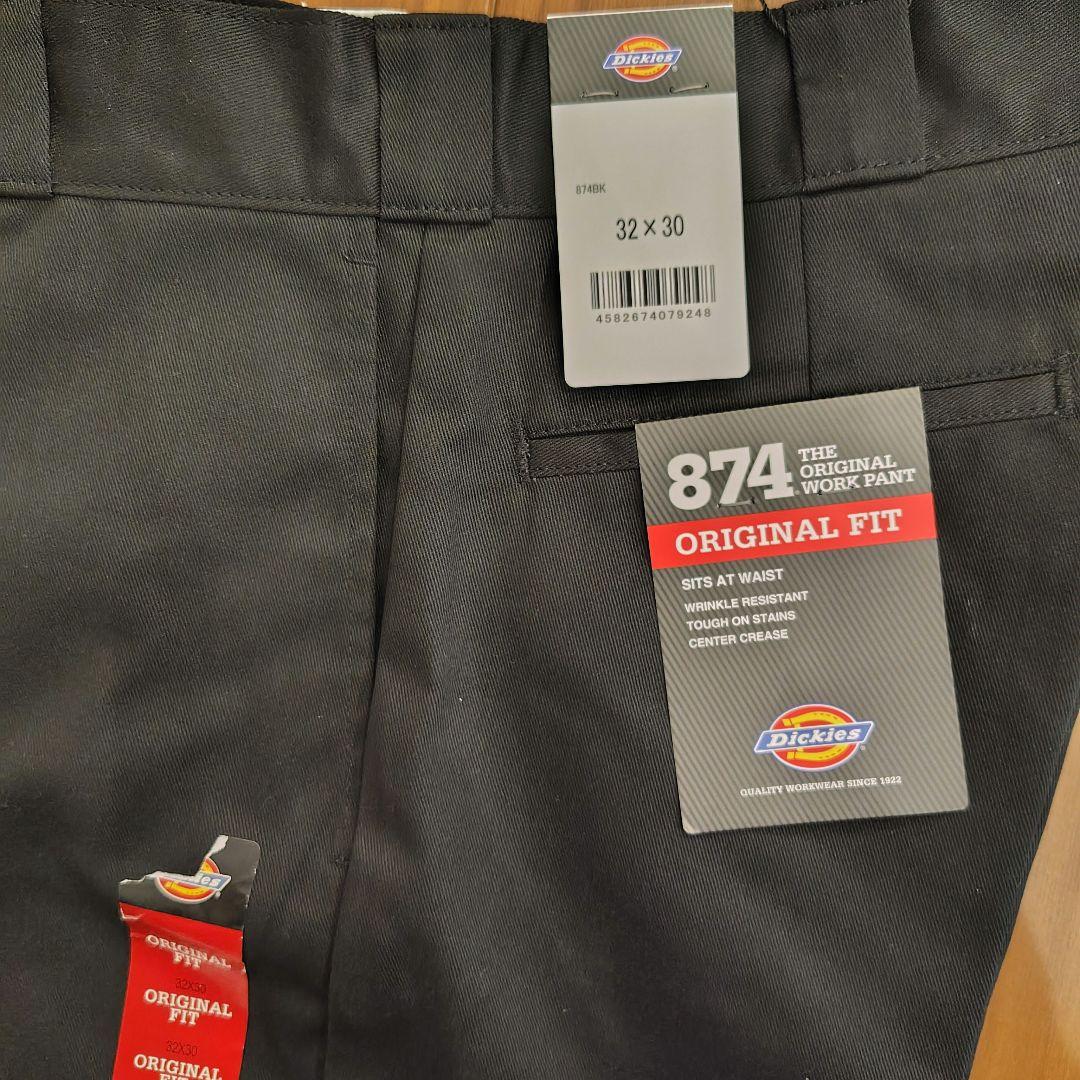 Dickies
874BK
32×30
4582674079248
874 THE ORIGINAL WORK PANT
ORIGINAL FIT
SITS AT WAIST
WRINKLE RESISTANT
TOUGH ON STAINS
CENTER CREASE
Dickies
QUALITY WORKWEAR SINCE 1922
ORIGINAL
FIT
32X30
ORIGINAL
FIT
32X30
ORIGINAL
FIT